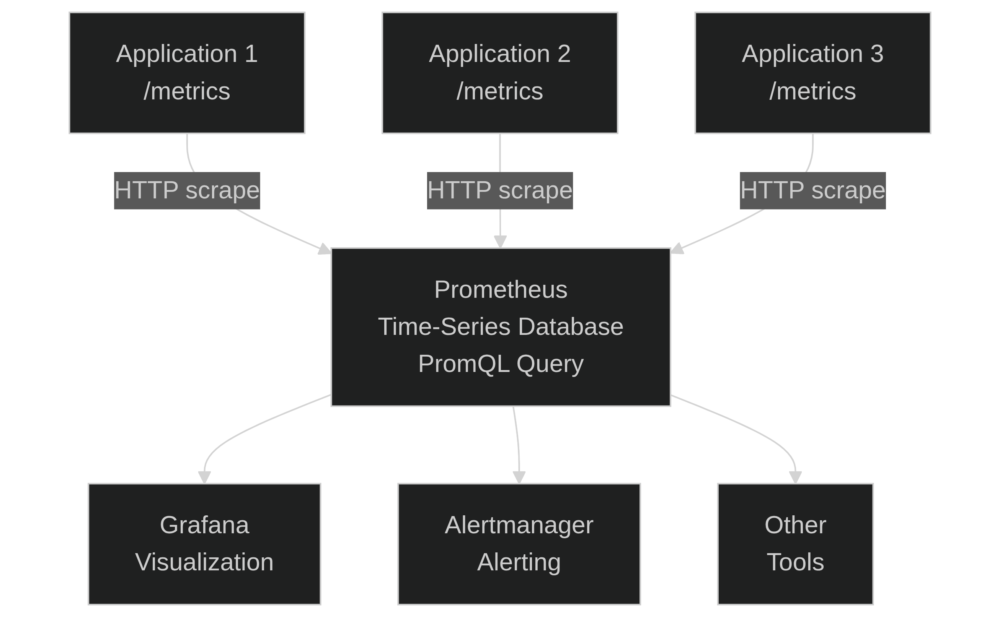 Application 1
/metrics
Application 2
/metrics
Application 3
/metrics
HTTP scrape
HTTP scrape
HTTP scrape
Prometheus
Time-Series Database
PromQL Query
Grafana
Visualization
Alertmanager
Alerting
Other
Tools